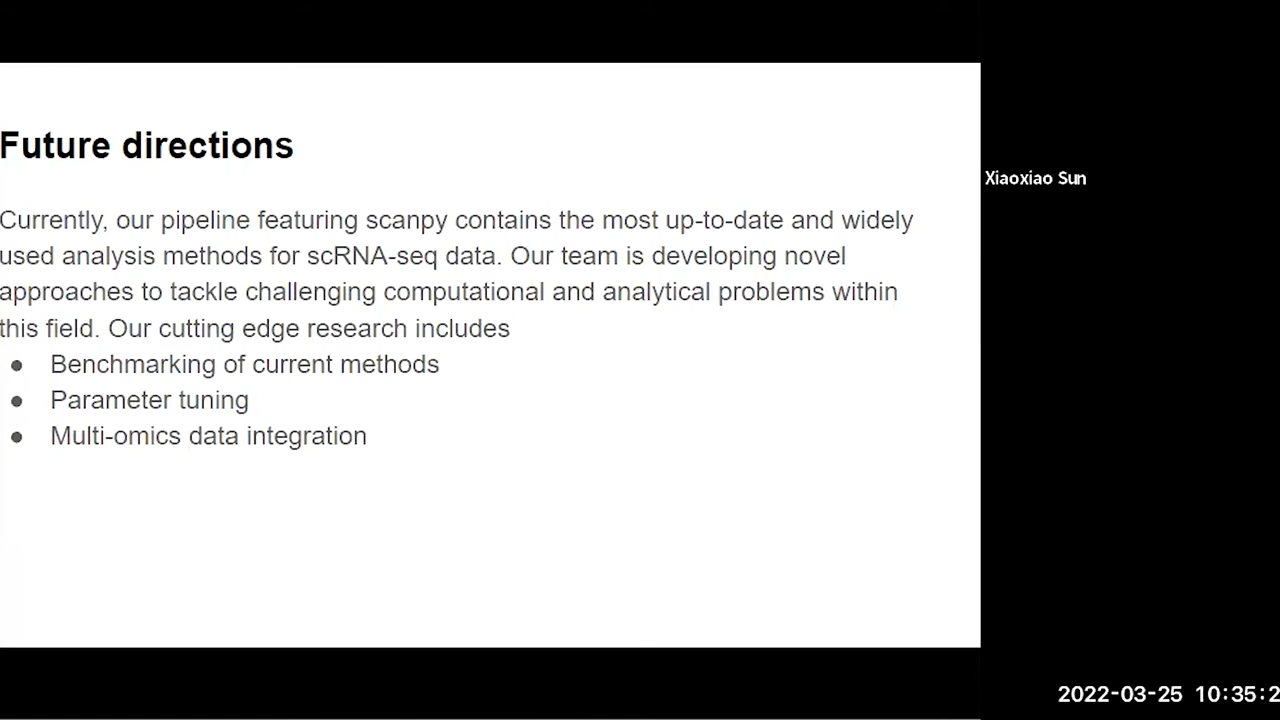 Future directions
Xiaoxiao Sun
Currently, our pipeline featuring scanpy contains the most up-to-date and widely
used analysis methods for scRNA-seq data. Our team is developing novel
approaches to tackle challenging computational and analytical problems within
this field. Our cutting edge research includes
● Benchmarking of current methods
● Parameter tuning
● Multi-omics data integration
2022-03-25 10:35:2